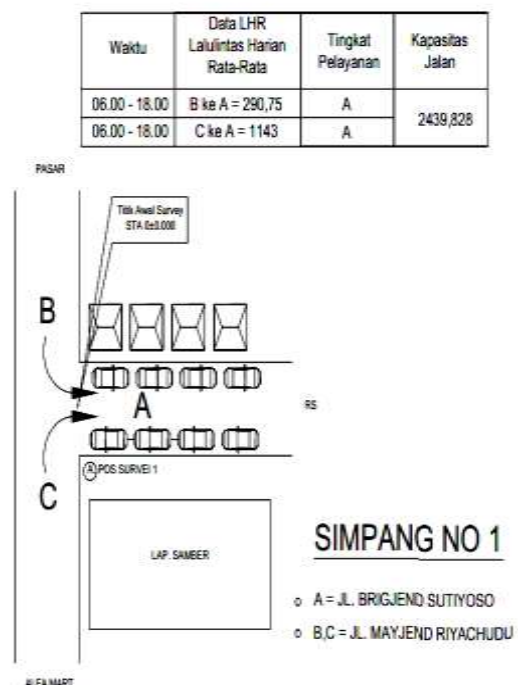 Waktu
Data LHR
Lalulintas Harian
Rata-Rata
Tingkat
Pelayanan
Kapasitas
Jalan
06.00 - 18.00 B ke A = 290,75 A
06.00 - 18.00 C ke A = 1143 A
2439,828
PASAR
Titik Awal Survey
STA 0±0.000
B
A
RS
C
A POS SURVEI 1
LAP. SAMBER
SIMPANG NO 1
o A = JL. BRIGJEND SUTIYOSO
o B,C = JL. MAYJEND RIYACHUDU
ALFA MART